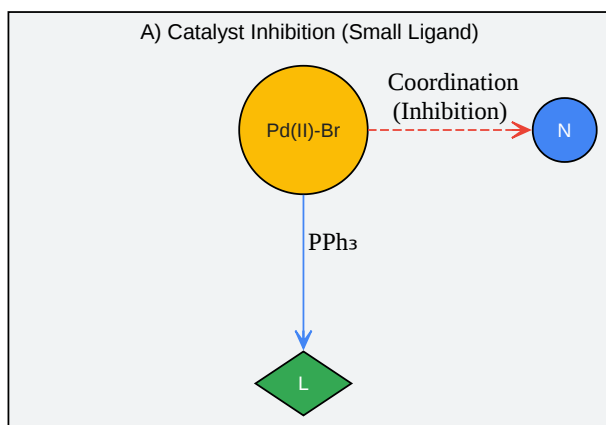 A) Catalyst Inhibition (Small Ligand)
Coordination
(Inhibition)
Pd(II)-Br
N
PPh₃
L